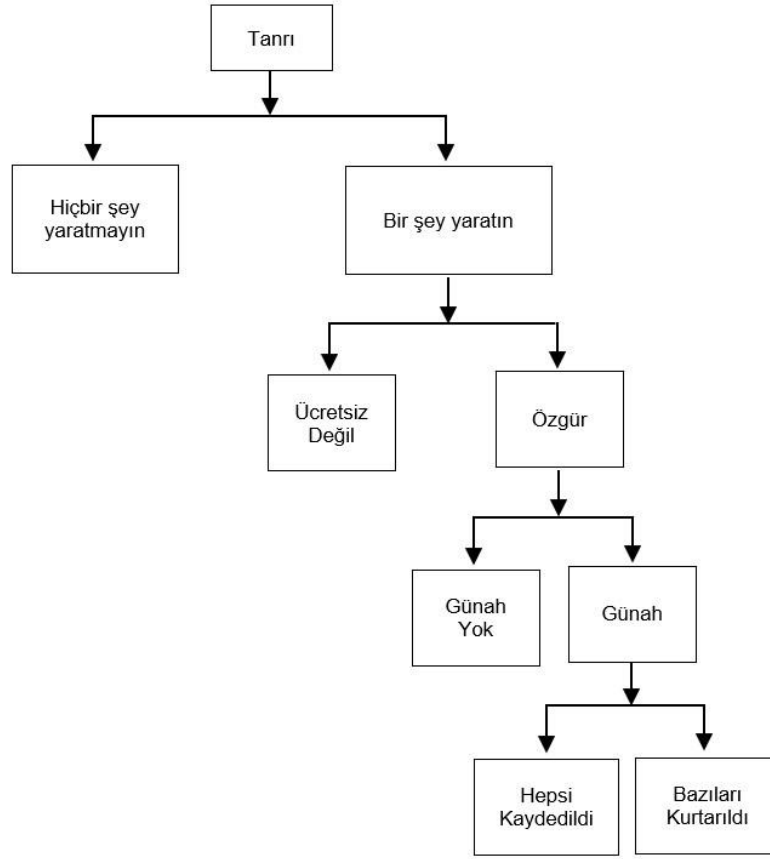 Tanrı
Hiçbir şey
yaratmayın
Bir şey yaratın
Ücretsiz
Değil
Özgür
Günah
Yok
Günah
Hepsi
Kaydedildi
Bazıları
Kurtarıldı